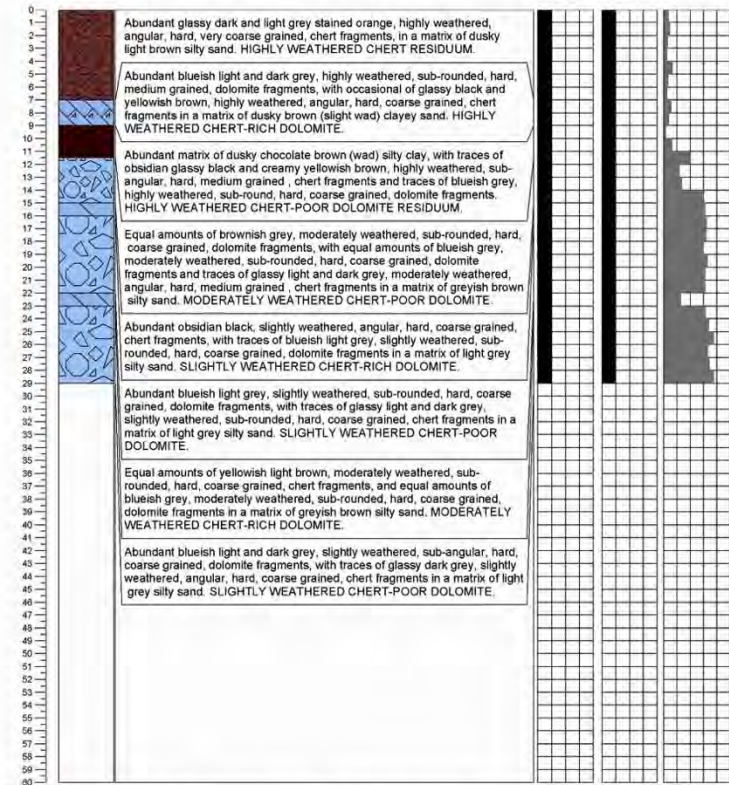 0
1
2
3
4
5
6
7
8
9
10
11
12
13
14
15
16
17
18
19
20
21
22
23
24
25
26
27
28
29
30
31
32
33
34
35
36
37
38
39
40
41
42
43
44
45
46
47
48
49
50
51
52
53
54
55
56
57
58
59
60
Abundant glassy dark and light grey stained orange, highly weathered,
angular, hard, very coarse grained, chert fragments, in a matrix of dusky
light brown silty sand. HIGHLY WEATHERED CHERT RESIDUUM.
Abundant blueish light and dark grey, highly weathered, sub-rounded, hard,
medium grained, dolomite fragments, with occasional of glassy black and
yellowish brown, highly weathered, angular, hard, coarse grained, chert
fragments in a matrix of dusky brown (slight wad) clayey sand. HIGHLY
WEATHERED CHERT-RICH DOLOMITE.
Abundant matrix of dusky chocolate brown (wad) silty clay, with traces of
obsidian glassy black and creamy yellowish brown, highly weathered, sub-
angular, hard, medium grained , chert fragments and traces of blueish grey,
highly weathered, sub-round, hard, coarse grained, dolomite fragments.
HIGHLY WEATHERED CHERT-POOR DOLOMITE RESIDUUM.
Equal amounts of brownish grey, moderately weathered, sub-rounded, hard,
coarse grained, dolomite fragments, with equal amounts of blueish grey,
moderately weathered, sub-rounded, hard, coarse grained, dolomite
fragments and traces of glassy light and dark grey, moderately weathered,
angular, hard, medium grained , chert fragments in a matrix of greyish brown
silty sand. MODERATELY WEATHERED CHERT-POOR DOLOMITE.
Abundant obsidian black, slightly weathered, angular, hard, coarse grained,
chert fragments, with traces of blueish light grey, slightly weathered, sub-
rounded, hard, coarse grained, dolomite fragments in a matrix of light grey
silty sand. SLIGHTLY WEATHERED CHERT-RICH DOLOMITE.
Abundant blueish light grey, slightly weathered, sub-rounded, hard, coarse
grained, dolomite fragments, with traces of glassy light and dark grey,
slightly weathered, sub-rounded, hard, coarse grained, chert fragments in a
matrix of light grey silty sand. SLIGHTLY WEATHERED CHERT-POOR
DOLOMITE.
Equal amounts of yellowish light brown, moderately weathered, sub-
rounded, hard, coarse grained, chert fragments, and equal amounts of
blueish grey, moderately weathered, sub-rounded, hard, coarse grained,
dolomite fragments in a matrix of greyish brown silty sand. MODERATELY
WEATHERED CHERT-RICH DOLOMITE.
Abundant blueish light and dark grey, slightly weathered, sub-angular, hard,
coarse grained, dolomite fragments, with traces of glassy dark grey, slightly
weathered, angular, hard, coarse grained, chert fragments in a matrix of light
grey silty sand. SLIGHTLY WEATHERED CHERT-POOR DOLOMITE.